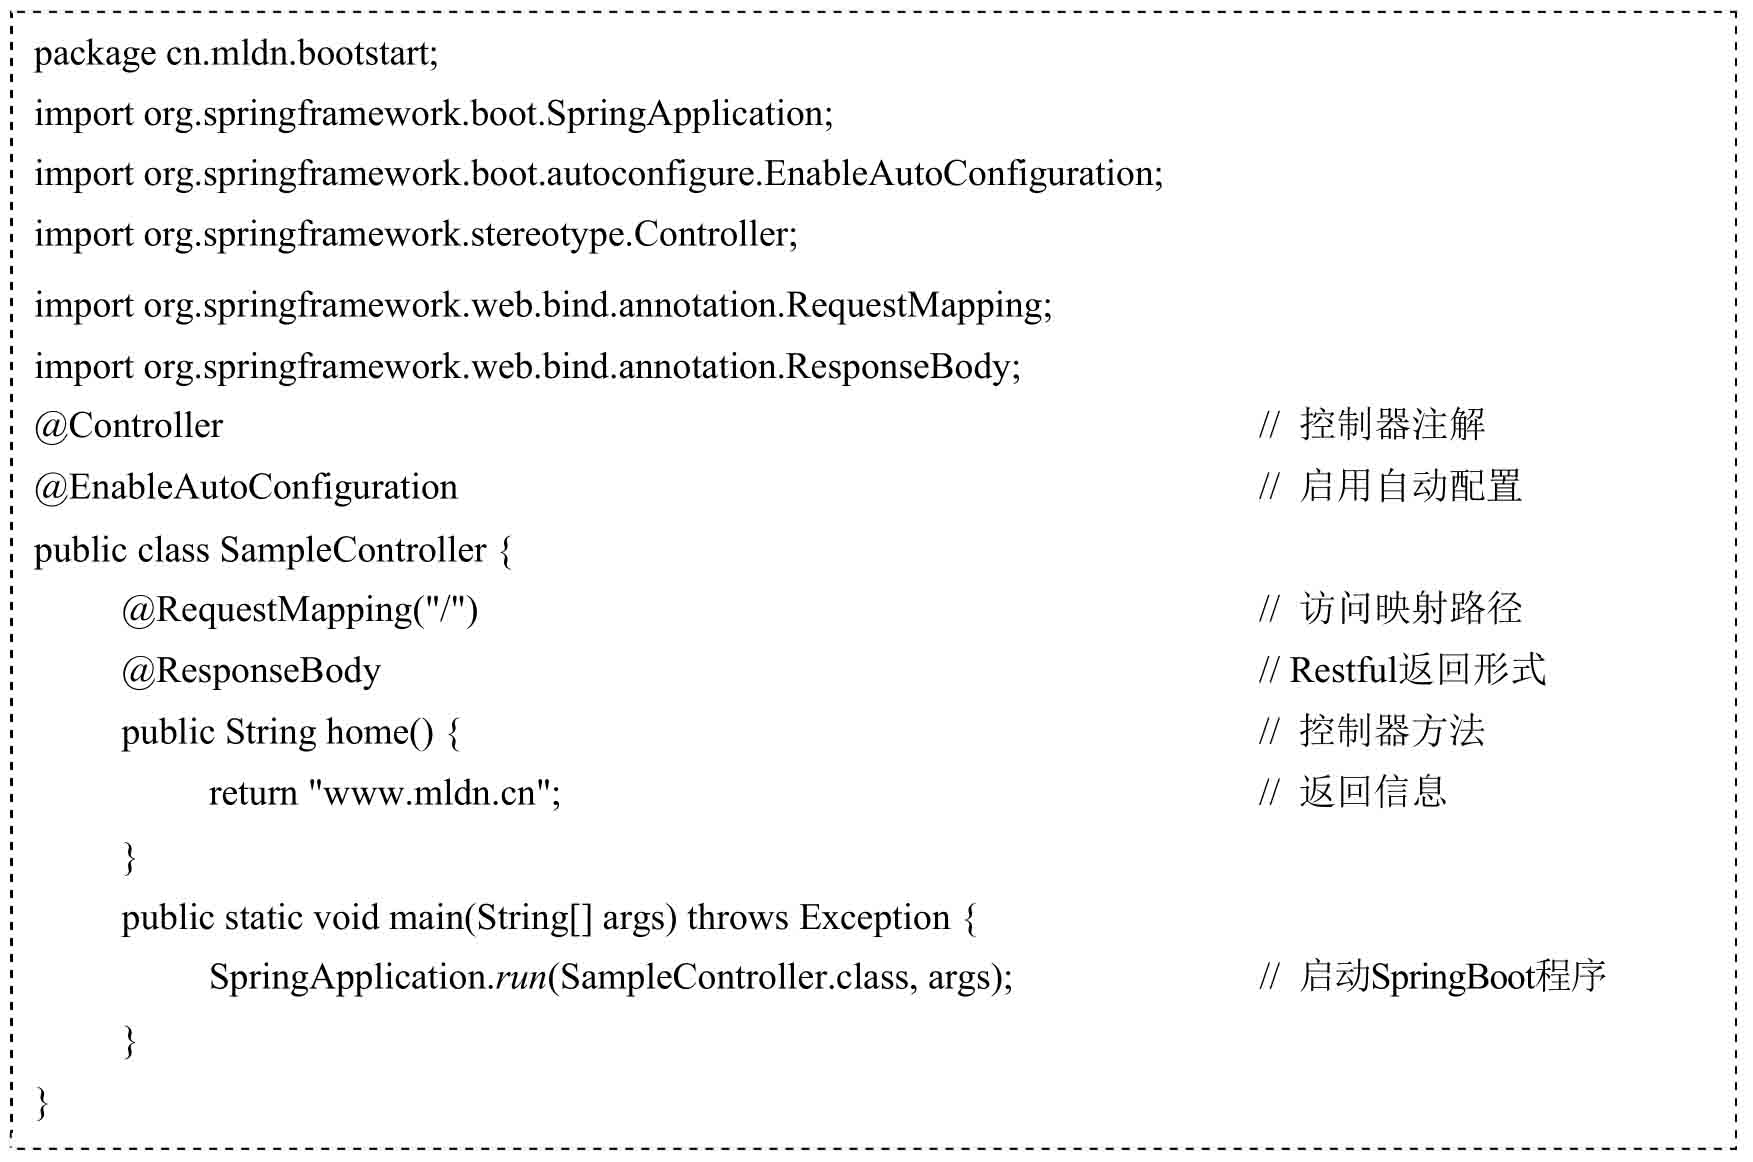 package cn.mldn.bootstart;
import org.springframework.boot.SpringApplication;
import org.springframework.boot.autoconfigure.EnableAutoConfiguration;
import org.springframework.stereotype.Controller;
import org.springframework.web.bind.annotation.RequestMapping;
import org.springframework.web.bind.annotation.ResponseBody;
@Controller // 控制器注解
@EnableAutoConfiguration // 启用自动配置
public class SampleController {
@RequestMapping("/") // 访问映射路径
@ResponseBody // Restful返回形式
public String home() { // 控制器方法
return "www.mldn.cn"; // 返回信息
}
public static void main(String[] args) throws Exception {
SpringApplication.run(SampleController.class, args); // 启动SpringBoot程序
}
}